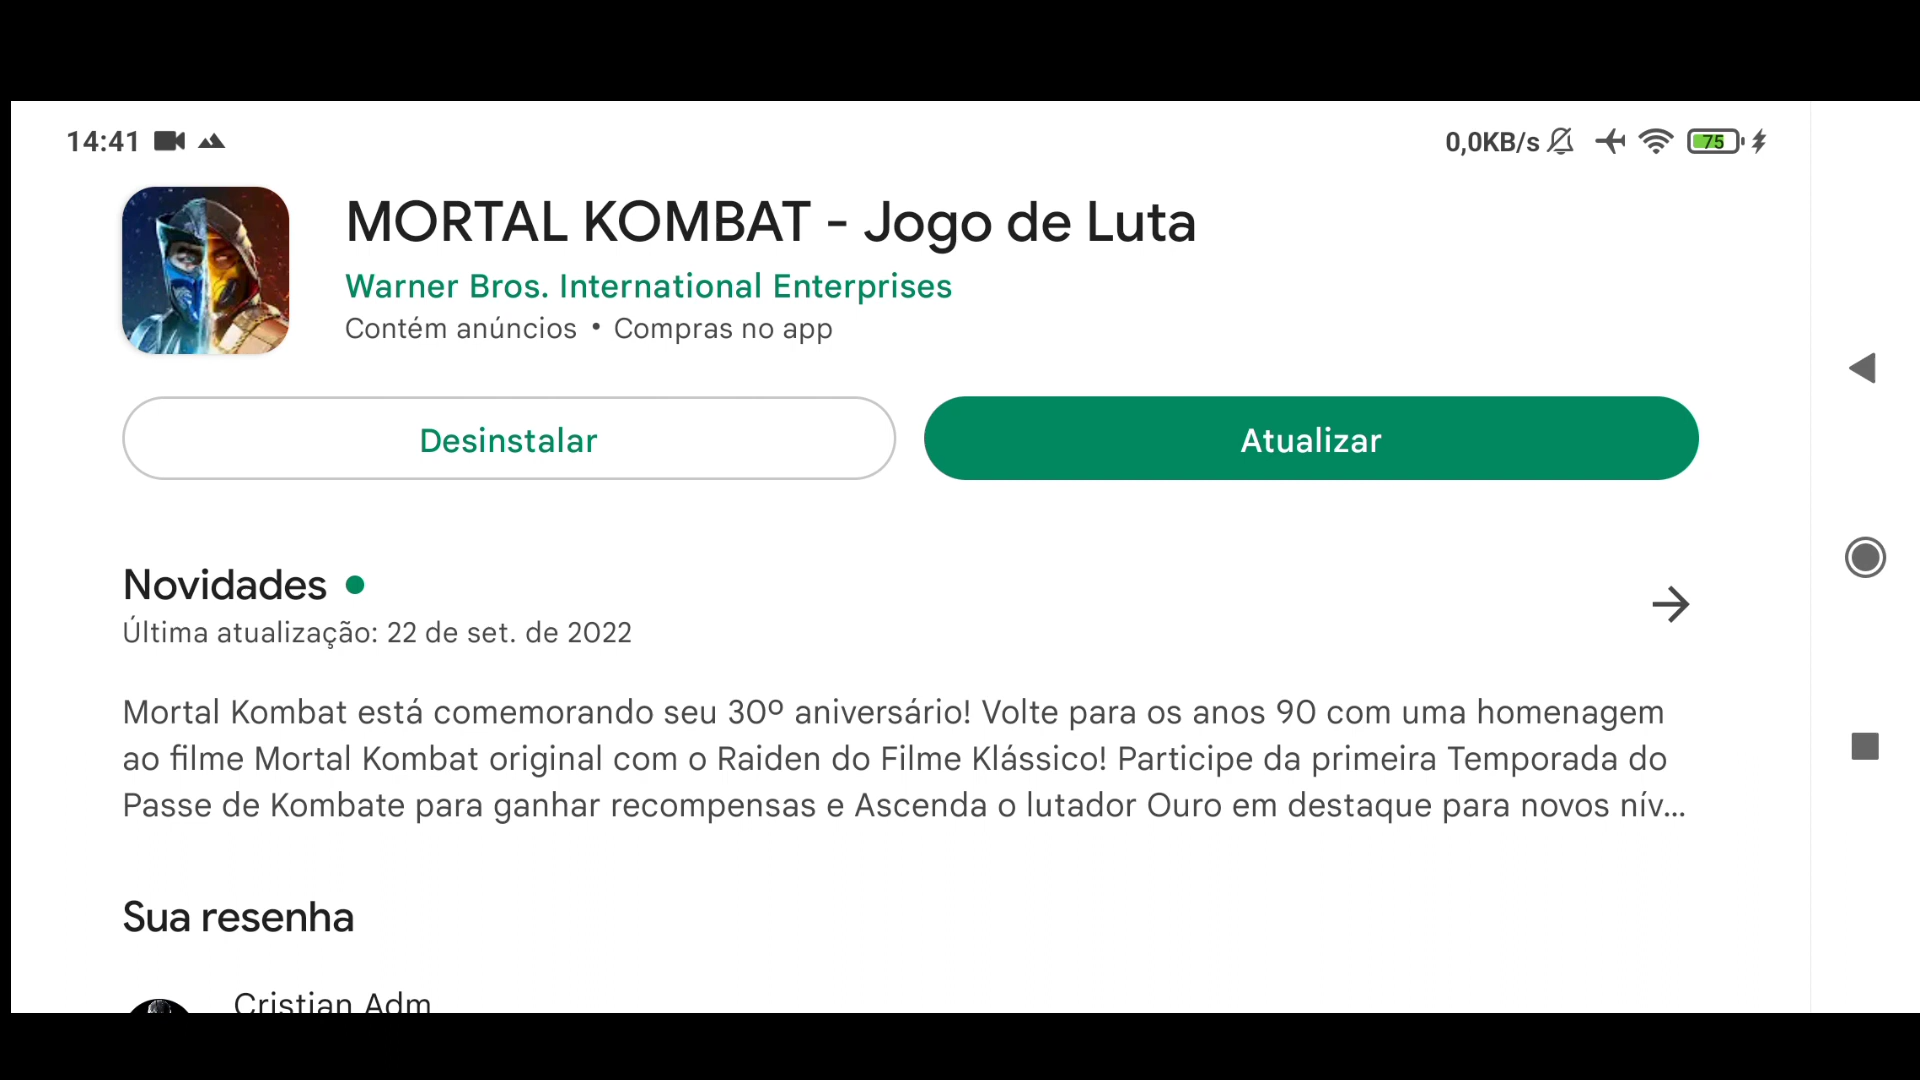 14:41
0,0KB/s
75
MORTAL KOMBAT - Jogo de Luta
Warner Bros. International Enterprises
Contém anúncios • Compras no app
Desinstalar
Atualizar
Novidades
Última atualização: 22 de set. de 2022
Mortal Kombat está comemorando seu 30º aniversário! Volte para os anos 90 com uma homenagem
ao filme Mortal Kombat original com o Raiden do Filme Klássico! Participe da primeira Temporada do
Passe de Kombate para ganhar recompensas e Ascenda o lutador Ouro em destaque para novos nív...
Sua resenha
Cristian Adm